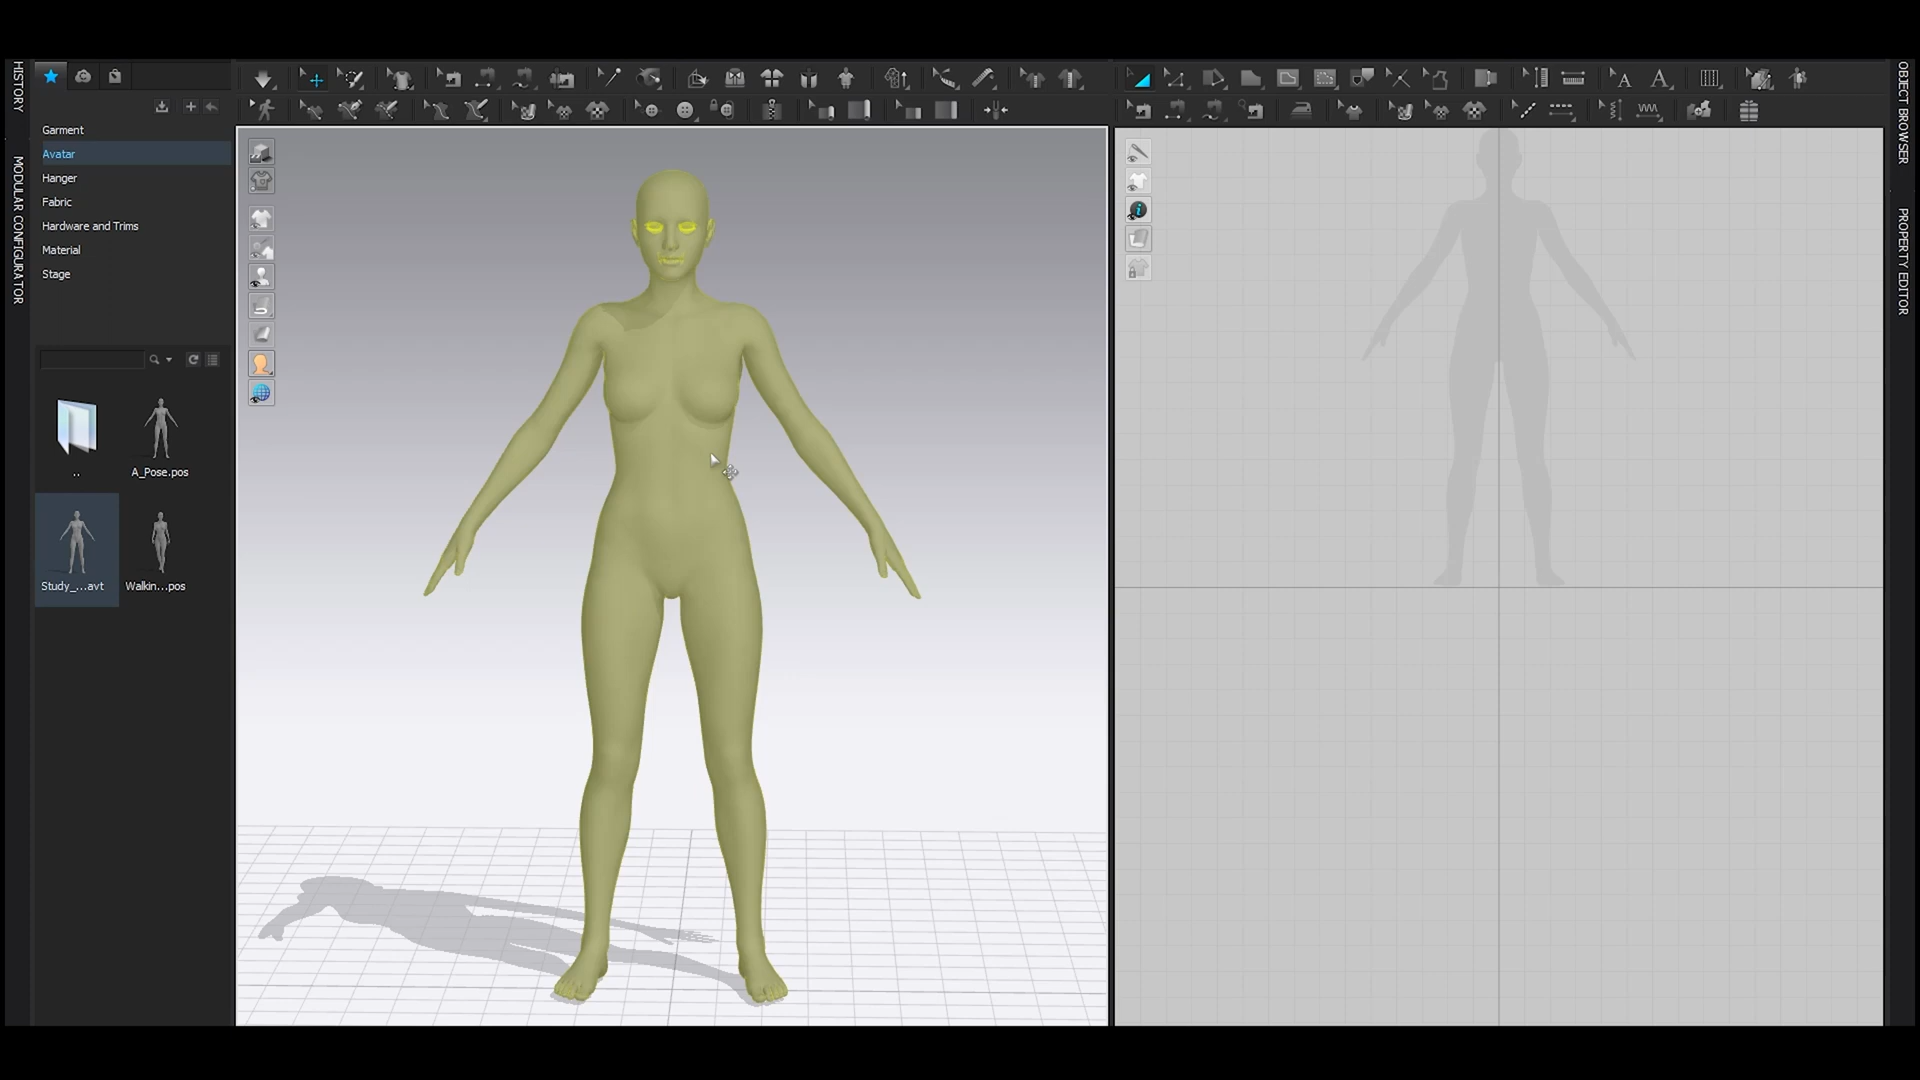 HISTORY
MODULAR CONFIGURATOR
Garment
Avatar
Hanger
Fabric
Hardware and Trims
Material
Stage
..
A_Pose.pos
Study_...avt
Walkin...pos
A
A
OBJECT BROWSER
PROPERTY EDITOR